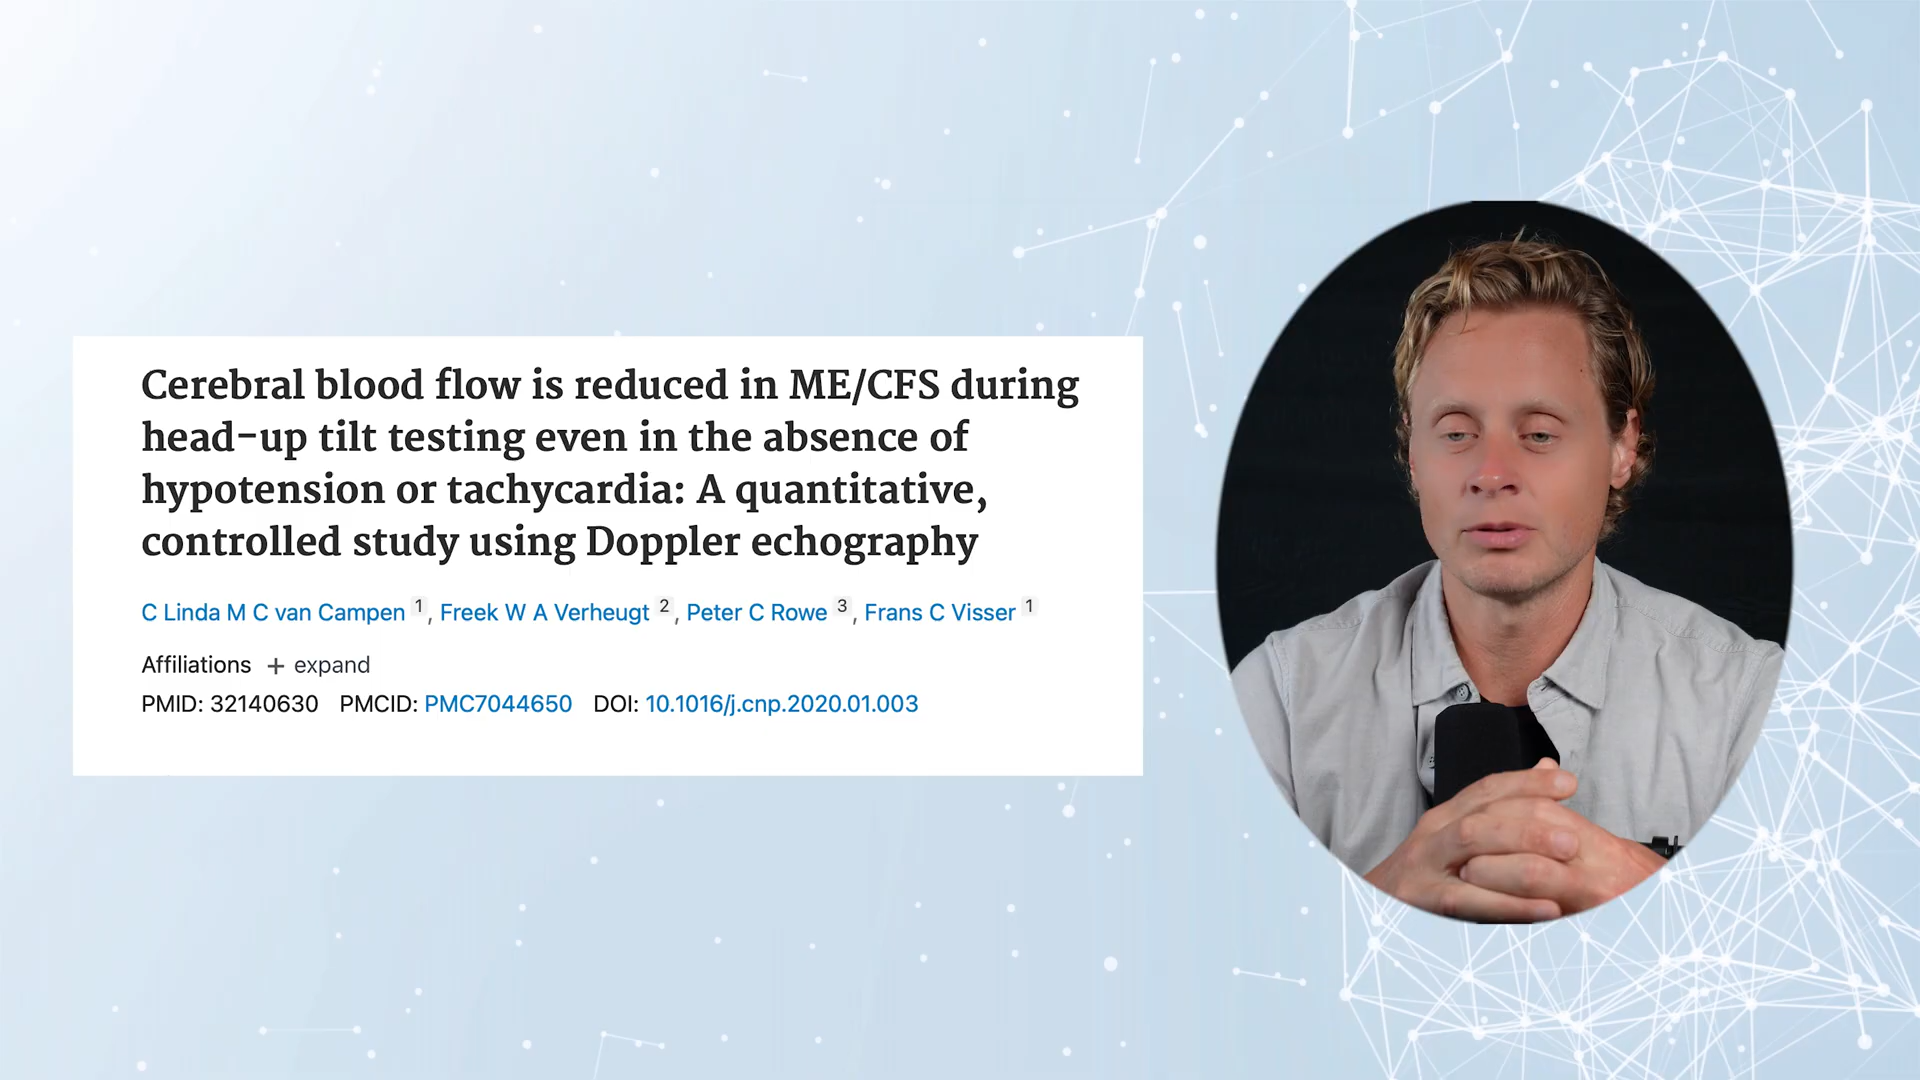 Cerebral blood flow is reduced in ME/CFS during
head-up tilt testing even in the absence of
hypotension or tachycardia: A quantitative,
controlled study using Doppler echography
C Linda M C van Campen 1, Freek W A Verheugt 2, Peter C Rowe 3, Frans C Visser 1
Affiliations + expand
PMID: 32140630 PMCID: PMC7044650 DOI: 10.1016/j.cnp.2020.01.003